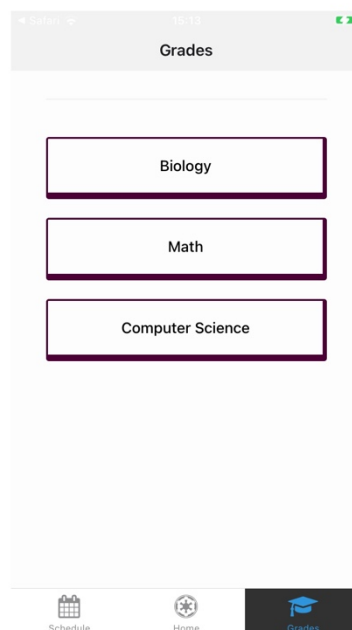 Safari
15:13
Grades
Biology
Math
Computer Science
Schedule
Home
Grades